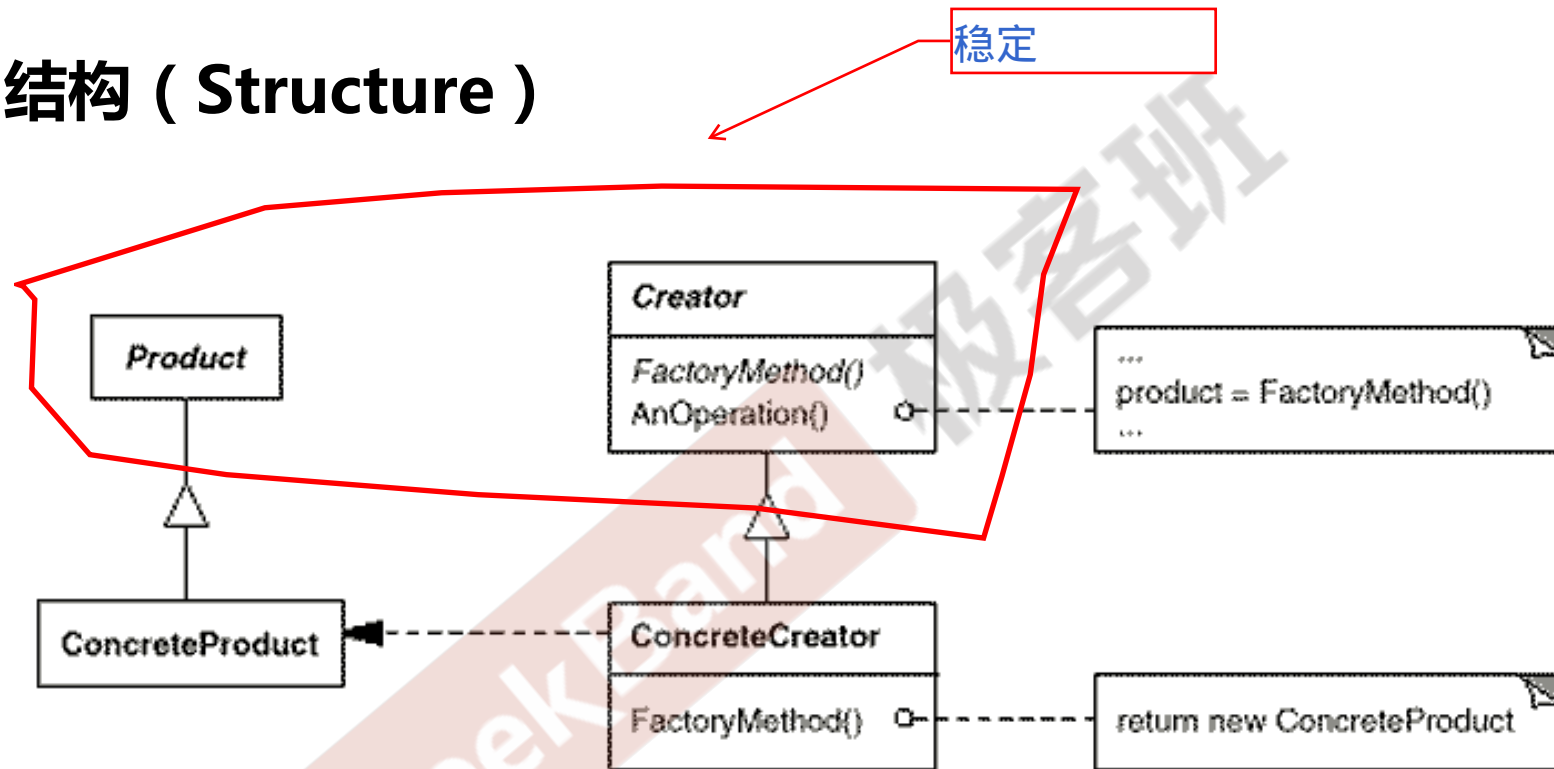 稳定
结构（Structure）
Product
Creator
FactoryMethod()
AnOperation()
...
product = FactoryMethod()
...
ConcreteProduct
ConcreteCreator
FactoryMethod()
return new ConcreteProduct
极客班
eekBand